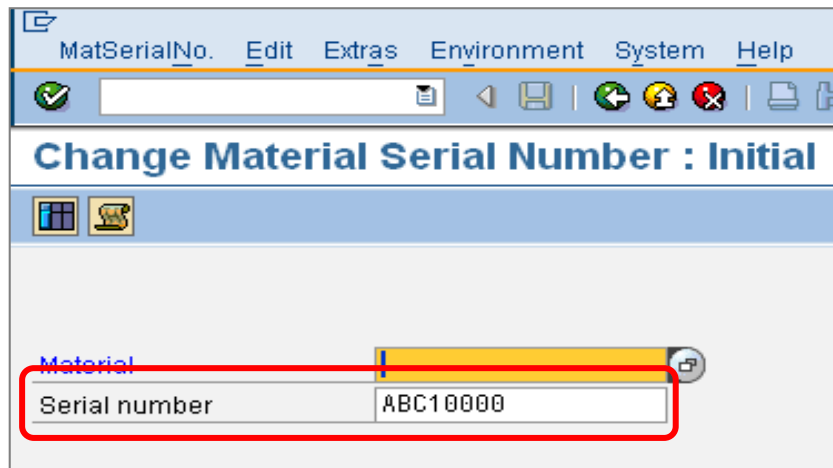 MatSerialNo. Edit Extras Environment System Help
Change Material Serial Number : Initial
Material
Serial number ABC10000